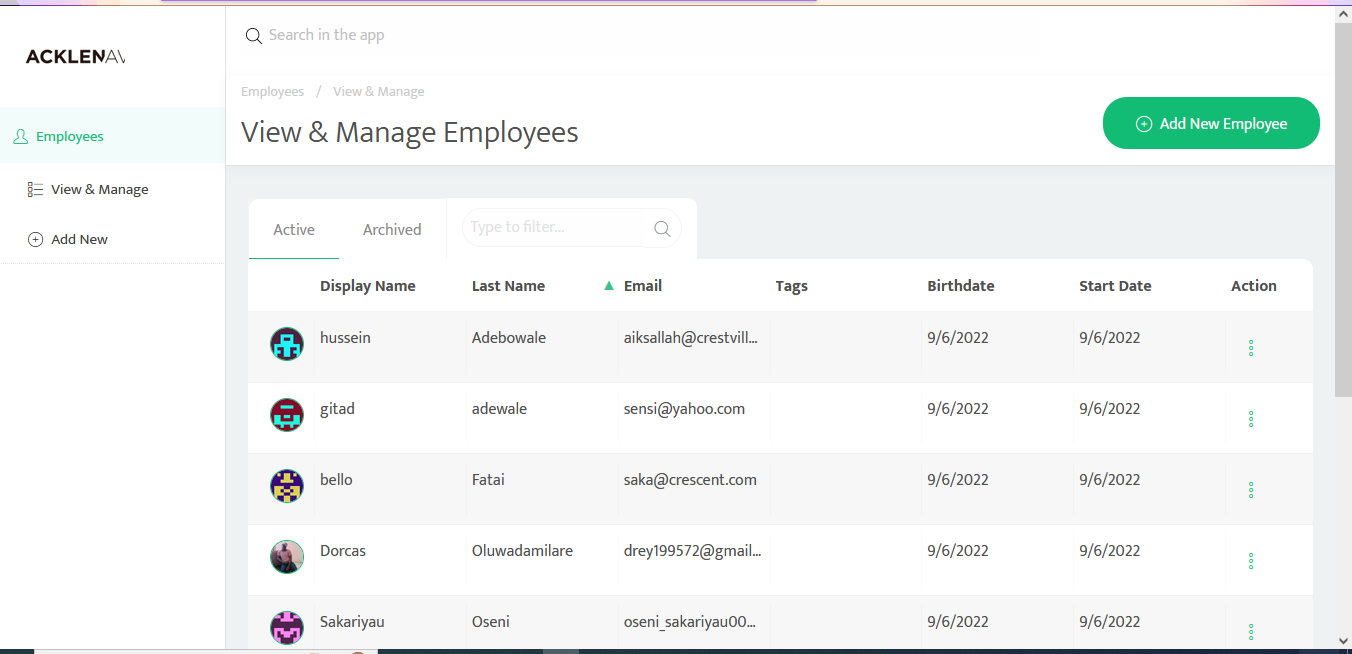 Search in the app
ACKLENAV
Employees / View & Manage
View & Manage Employees
Add New Employee
Employees
View & Manage
Add New
Active Archived Type to filter...
Display Name Last Name Email Tags Birthdate Start Date Action
hussein Adebowale aiksallah@crestvill... 9/6/2022 9/6/2022
gitad adewale sensi@yahoo.com 9/6/2022 9/6/2022
bello Fatai saka@crescent.com 9/6/2022 9/6/2022
Dorcas Oluwadamilare drey199572@gmail... 9/6/2022 9/6/2022
Sakariyau Oseni oseni_sakariyau00... 9/6/2022 9/6/2022